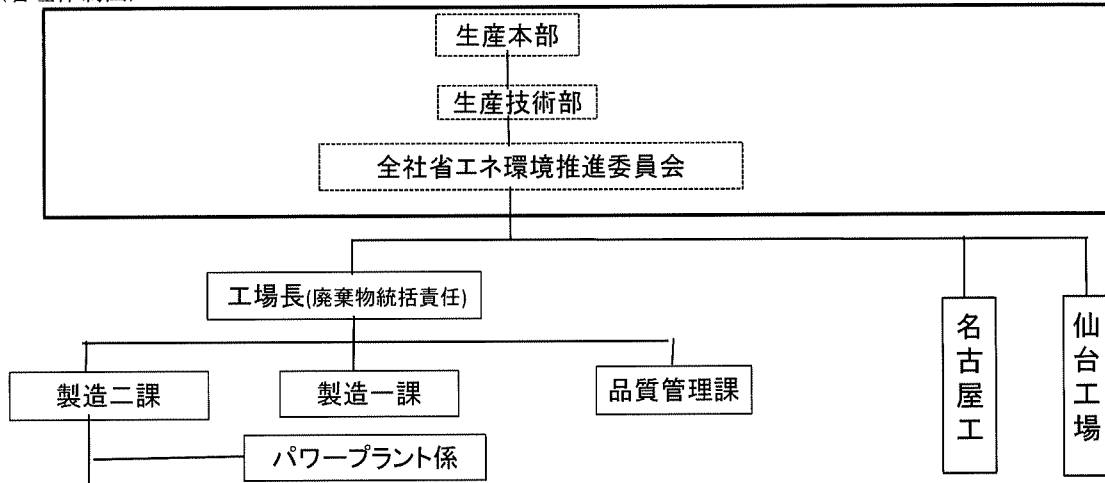 生産本部
生産技術部
全社省エネ環境推進委員会
工場長(廃棄物統括責任)
名古屋工
仙台工場
製造二課
製造一課
品質管理課
パワープラント係